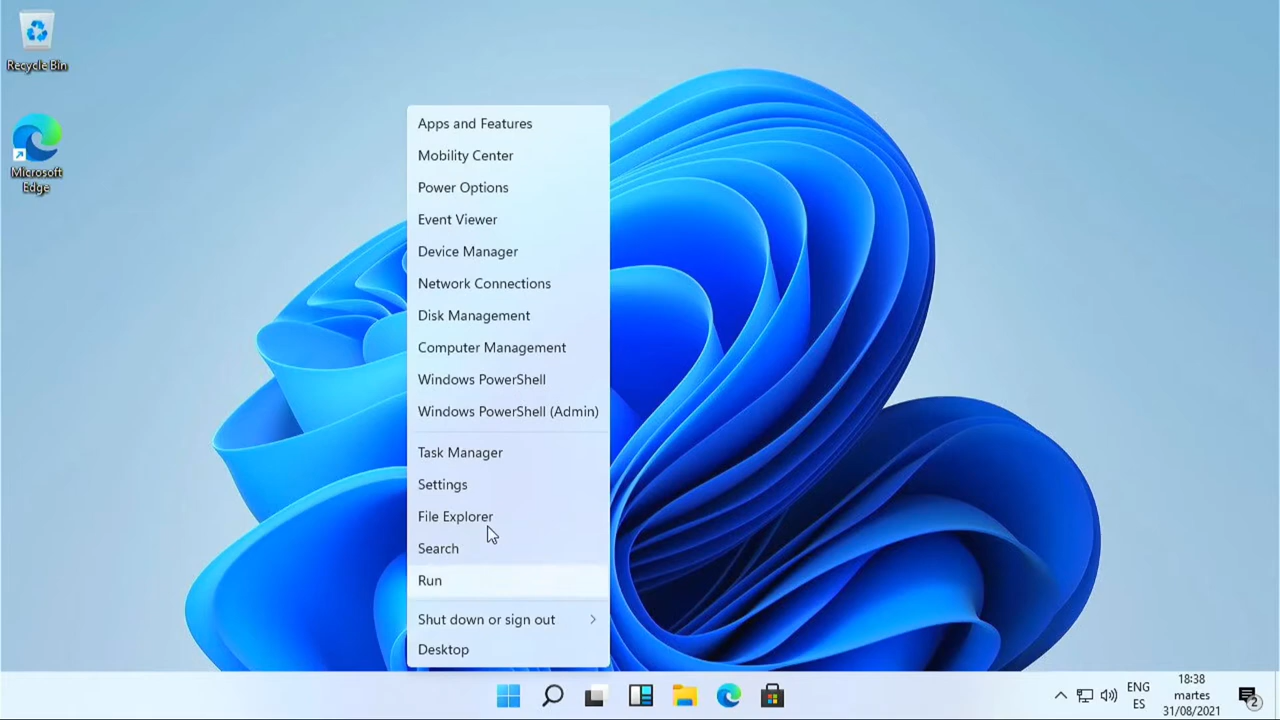 Recycle Bin
Microsoft
Edge
Apps and Features
Mobility Center
Power Options
Event Viewer
Device Manager
Network Connections
Disk Management
Computer Management
Windows PowerShell
Windows PowerShell (Admin)
Task Manager
Settings
File Explorer
Search
Run
Shut down or sign out
Desktop
ENG
ES
18:38
martes
31/08/2021
2